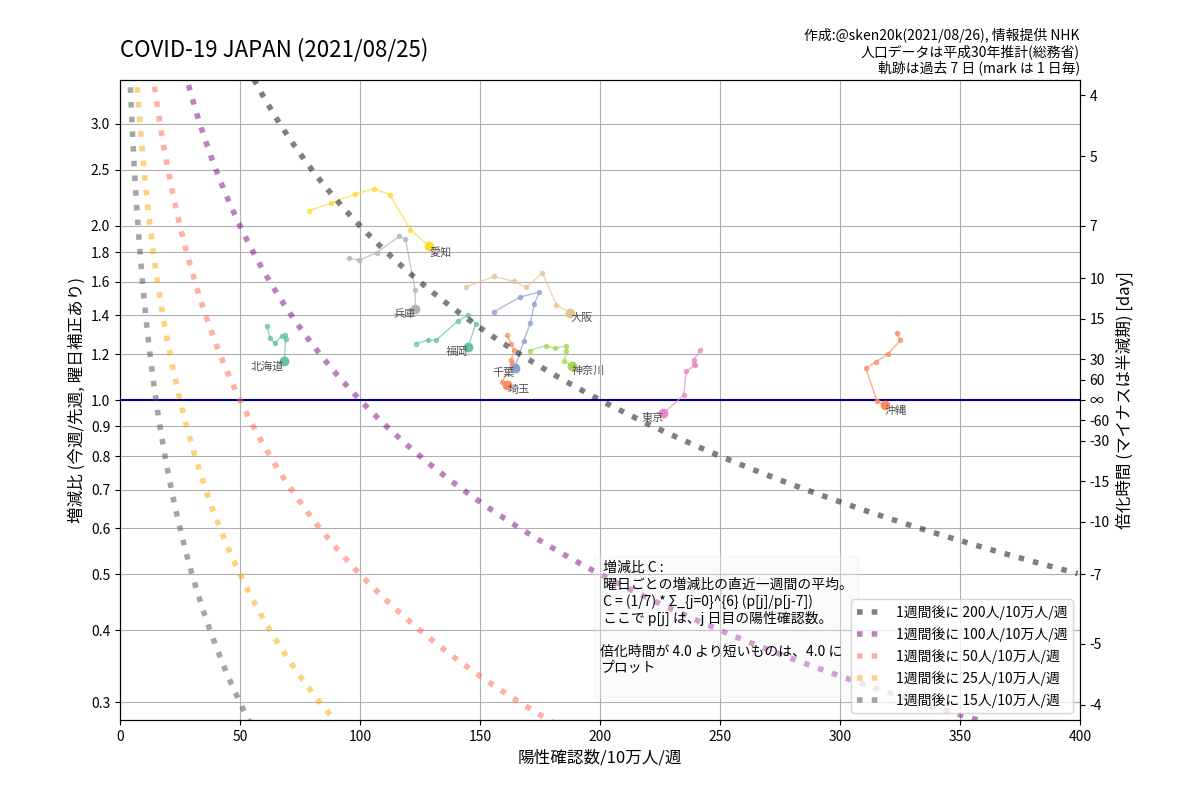 COVID-19 JAPAN (2021/08/25)
作成:@sken20k(2021/08/26), 情報提供 NHK
人口データは平成30年推計(総務省)
軌跡は過去 7 日 (mark は 1 日毎)
増減比 (今週/先週, 曜日補正あり)
3.0
2.5
2.0
1.8
1.6
1.4
1.2
1.0
0.9
0.8
0.7
0.6
0.5
0.4
0.3
愛知
兵庫
大阪
北海道
福岡
千葉
神奈川
埼玉
東京
沖縄
4
5
7
10
15
30
60
∞
-60
-30
-15
-10
-7
-5
-4
倍化時間 (マイナスは半減期) [day]
増減比 C :
曜日ごとの増減比の直近一週間の平均。
C = (1/7) * Σ_{j=0}^{6} (p[j]/p[j-7])
ここで p[j] は、j 日目の陽性確認数。
倍化時間が 4.0 より短いものは、4.0 に
プロット
1週間後に 200人/10万人/週
1週間後に 100人/10万人/週
1週間後に 50人/10万人/週
1週間後に 25人/10万人/週
1週間後に 15人/10万人/週
0 50 100 150 200 250 300 350 400
陽性確認数/10万人/週